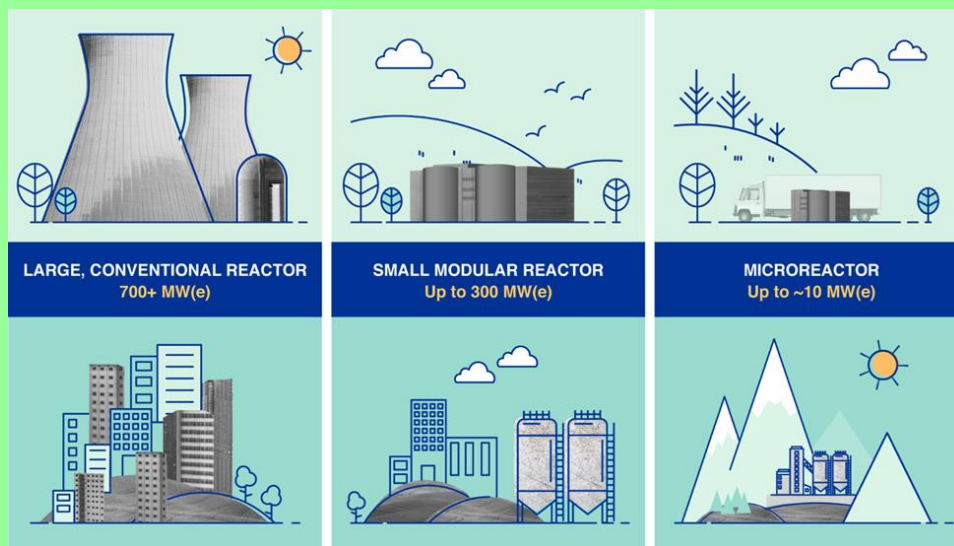 LARGE, CONVENTIONAL REACTOR
700+ MW(e)
SMALL MODULAR REACTOR
Up to 300 MW(e)
MICROREACTOR
Up to ~10 MW(e)